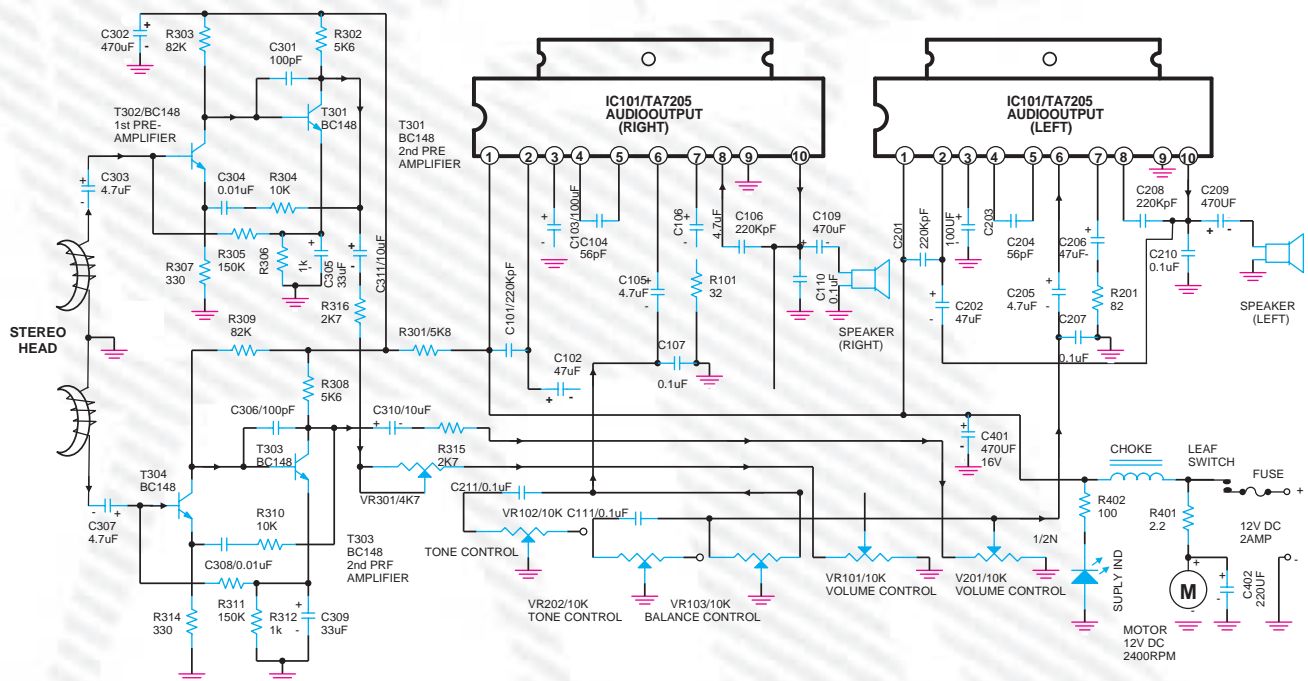 C302
470uF
+
-
R303
82K
C301
100pF
R302
5K6
T302/BC148
1st PRE-
AMPLIFIER
T301
BC148
T301
BC148
2nd PRE
AMPLIFIER
C303
4.7uF
+
-
C304
0.01uF
R304
10K
R305
150K
R306
1k
C305
33uF
+
-
R307
330
C311/10uF
+
-
R316
2K7
STEREO
HEAD
R309
82K
R301/5K8
R308
5K6
C306/100pF
C310/10uF
+
-
T303
BC148
T304
BC148
R315
2K7
VR301/4K7
C307
4.7uF
-
+
R310
10K
C308/0.01uF
T303
BC148
2nd PRF
AMPLIFIER
R311
150K
R312
1k
C309
33uF
+
-
R314
330
IC101/TA7205
AUDIOOUTPUT
(RIGHT)
1
2
3
4
5
6
7
8
9
10
C101/220KpF
C102
47uF
+
-
+
-
C103/100uF
C104
56pF
C105
4.7uF
+
-
C106
4.7uF
+
-
R101
32
C107
0.1uF
C106
220KpF
C109
470uF
+
-
C110
0.1uF
SPEAKER
(RIGHT)
IC101/TA7205
AUDIOOUTPUT
(LEFT)
1
2
3
4
5
6
7
8
9
10
C201
220KpF
100UF
+
-
C203
C204
56pF
C202
47uF
+
-
C205
4.7uF
+
-
C206
47uF-
+
R201
82
C207
0.1uF
C208
220KpF
C209
470UF
+
-
C210
0.1uF
SPEAKER
(LEFT)
C401
470UF
16V
+
-
CHOKE
LEAF
SWITCH
FUSE
+
R402
100
R401
2.2
12V DC
2AMP
-
SUPLY IND
M
+
-
C402
220UF
+
-
MOTOR
12V DC
2400RPM
C211/0.1uF
VR102/10K
TONE CONTROL
C111/0.1uF
VR202/10K
TONE CONTROL
VR103/10K
BALANCE CONTROL
VR101/10K
VOLUME CONTROL
1/2N
V201/10K
VOLUME CONTROL